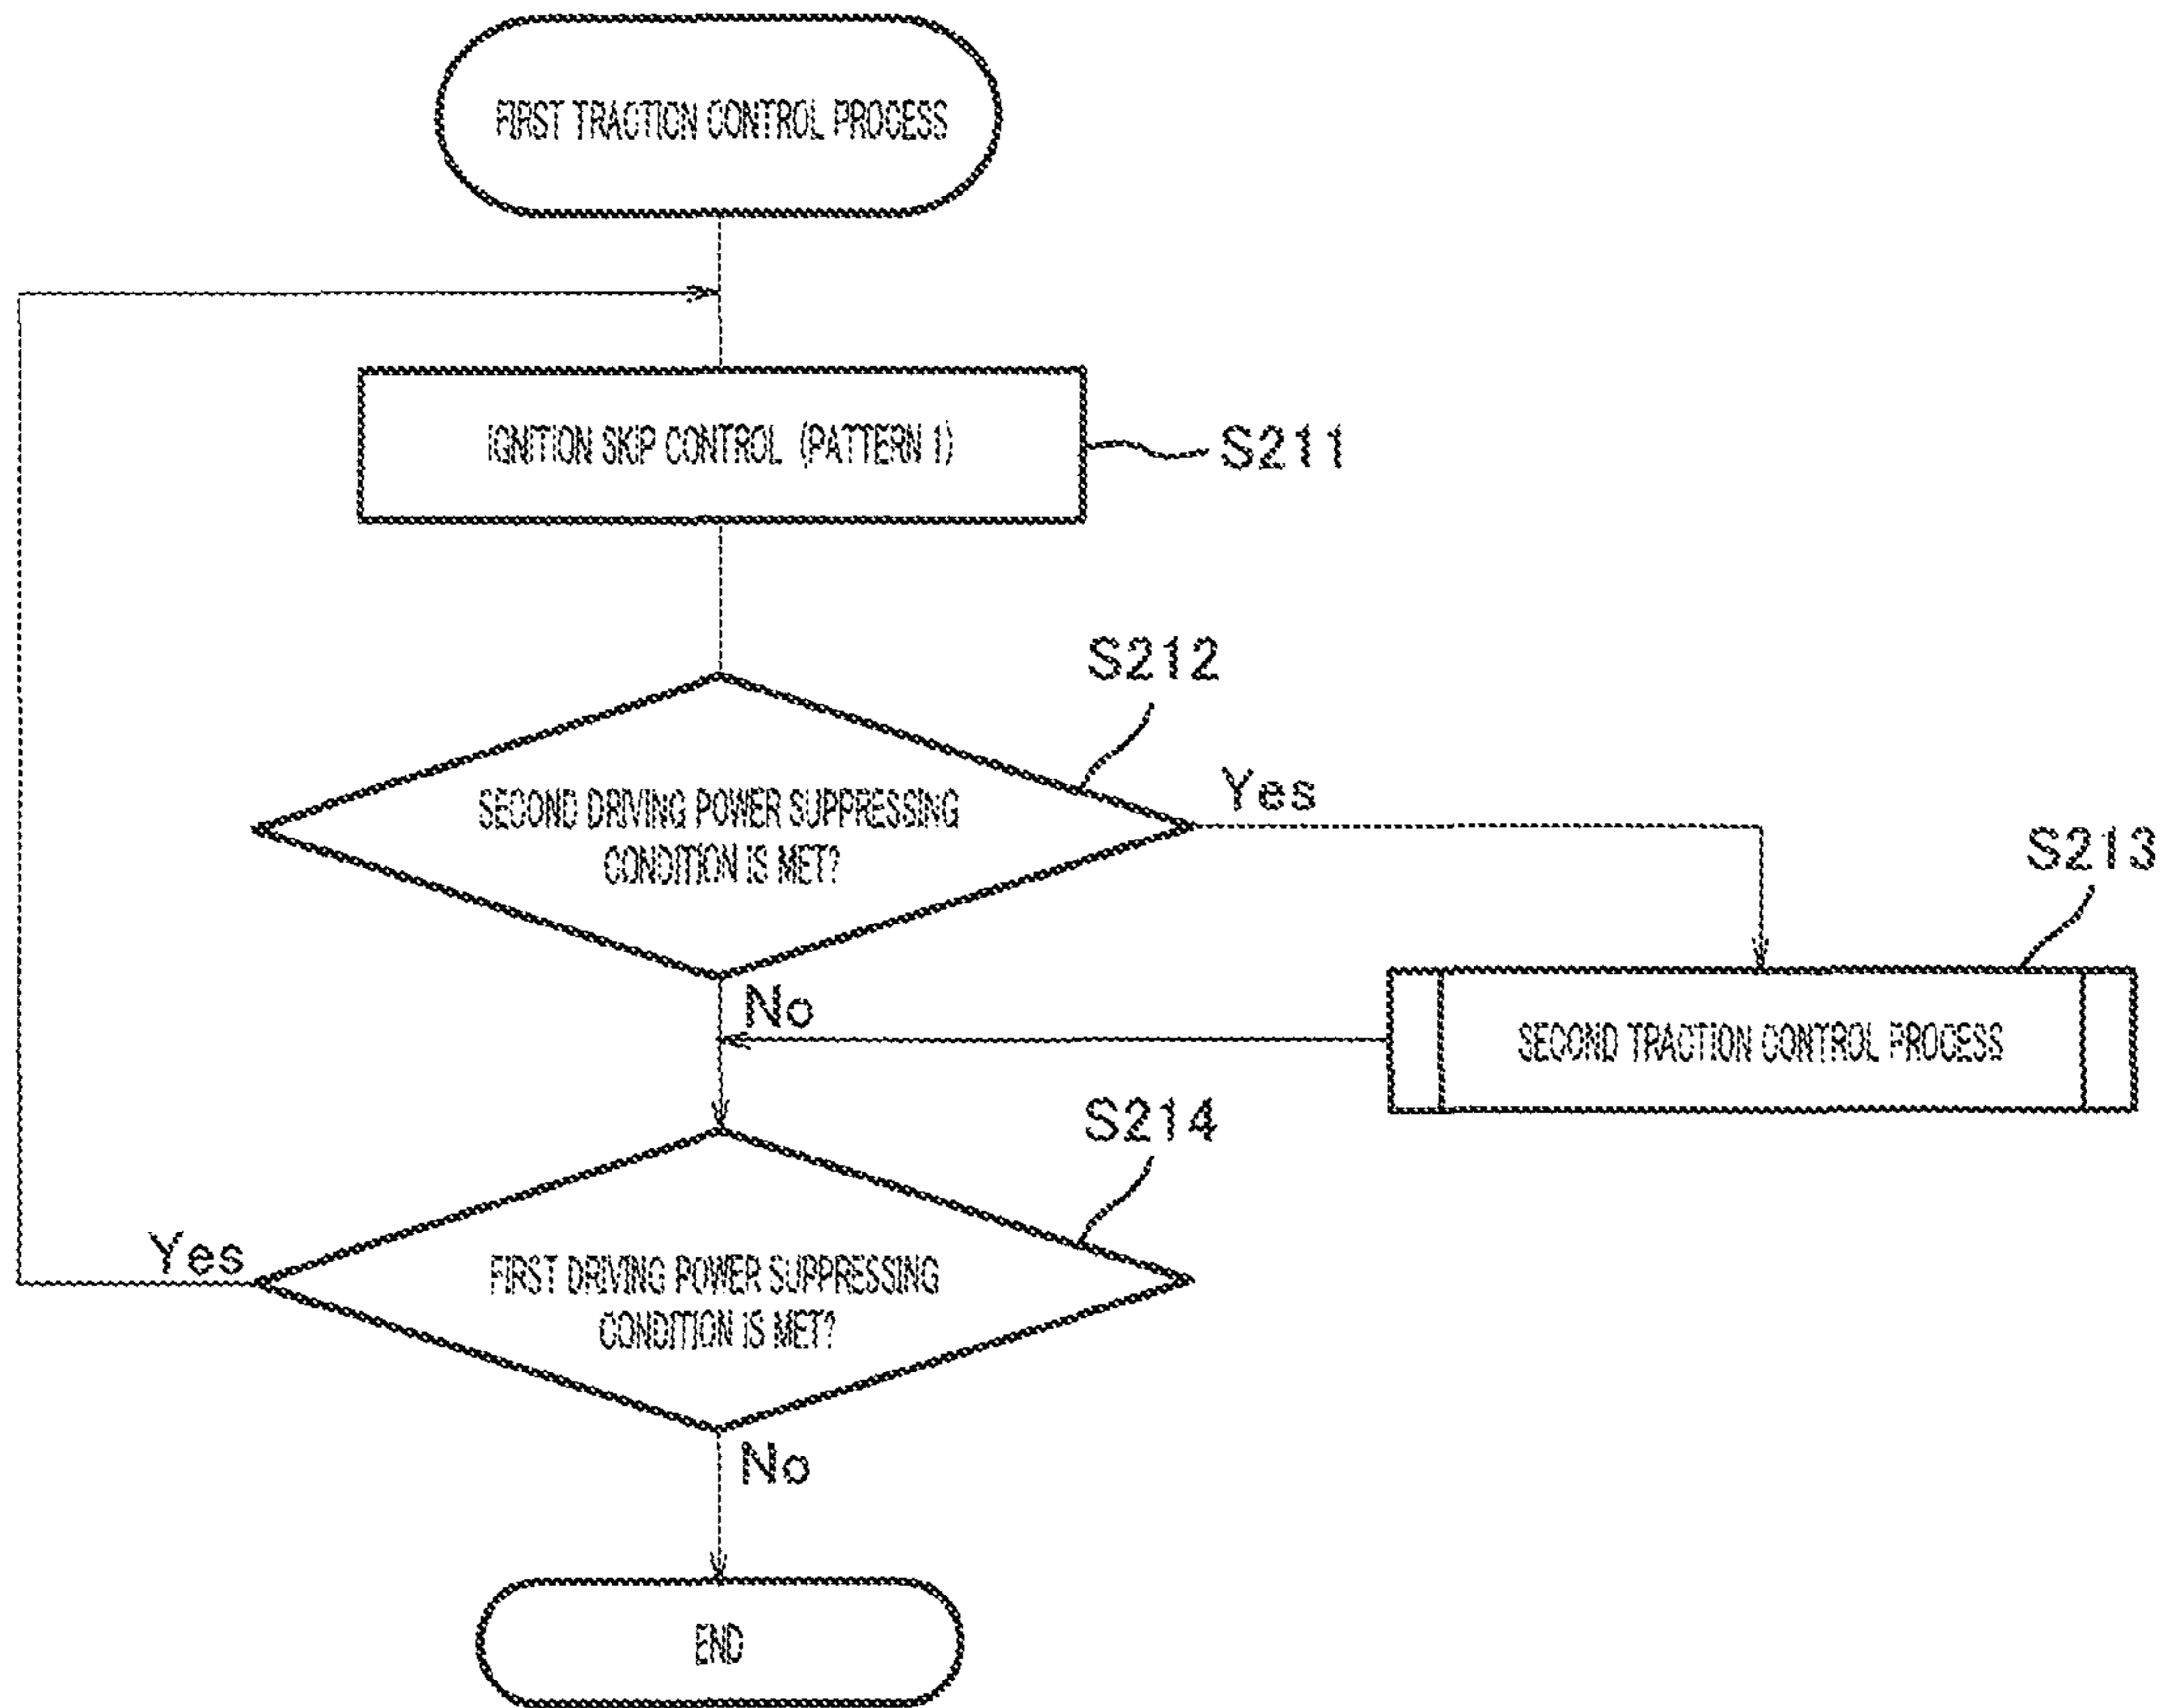 FIRST TRACTION CONTROL PROCESS
IGNITION SKIP CONTROL (PATTERN 1)
S211
S212
SECOND DRIVING POWER SUPPRESSING
CONDITION IS MET?
Yes
S213
No
SECOND TRACTION CONTROL PROCESS
S214
Yes
FIRST DRIVING POWER SUPPRESSING
CONDITION IS MET?
No
END